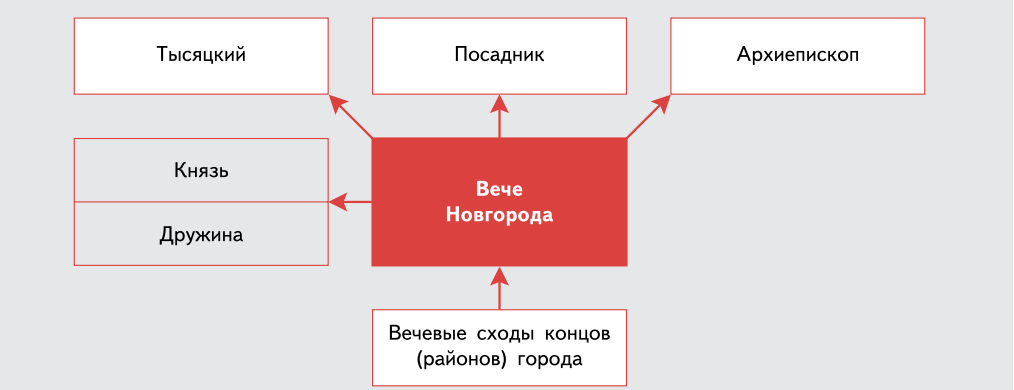 Тысяцкий
Посадник
Архиепископ
Князь
Дружина
Вече
Новгорода
Вечевые сходы концов
(районов) города